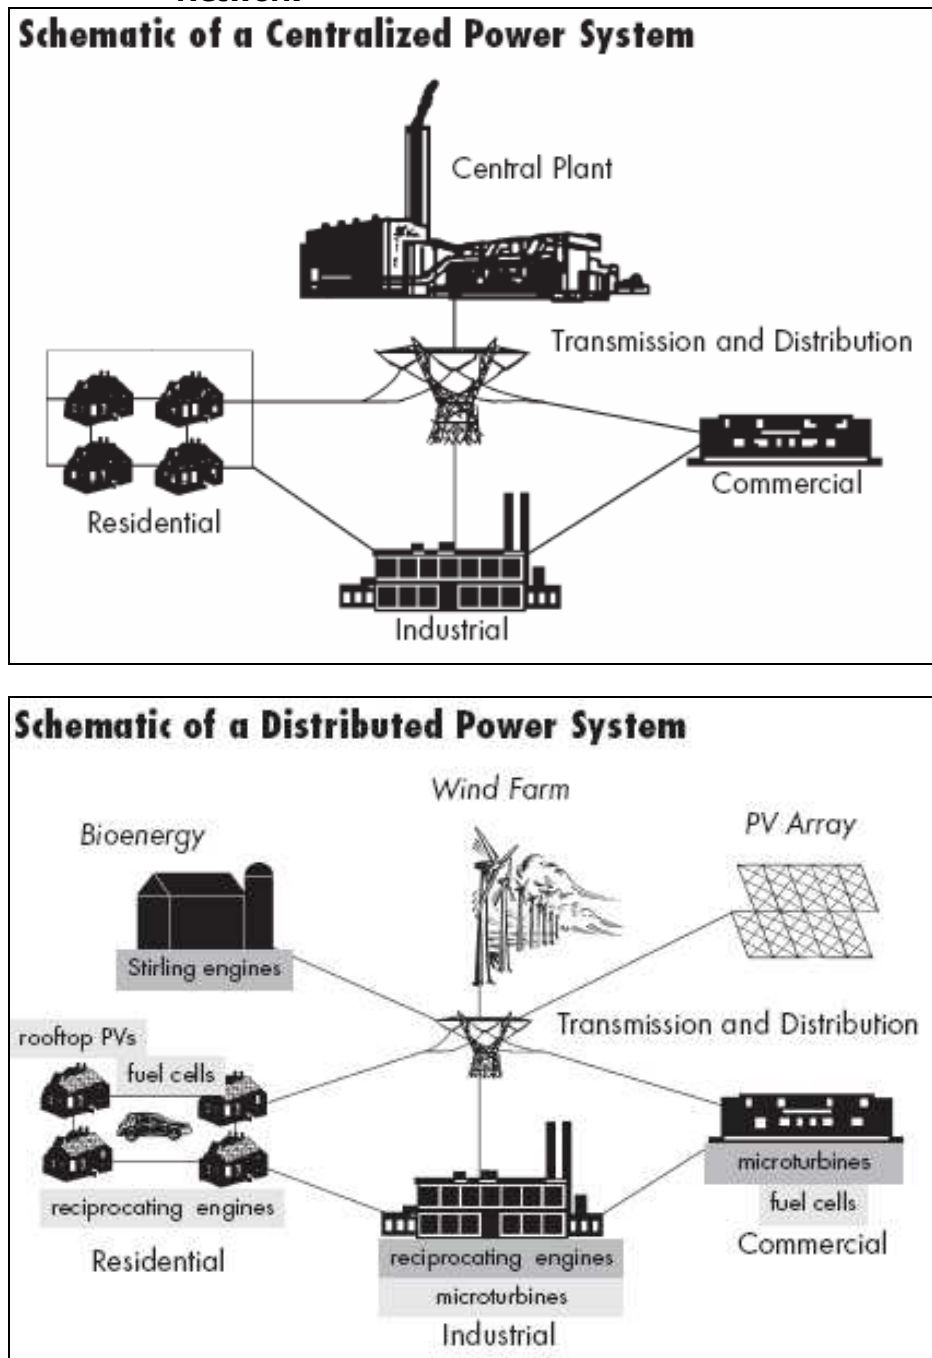 Network
Schematic of a Centralized Power System
Central Plant
Transmission and Distribution
Commercial
Residential
Industrial
Schematic of a Distributed Power System
Wind Farm
PV Array
Bioenergy
Stirling engines
Transmission and Distribution
rooftop PVs
fuel cells
reciprocating engines
Residential
microturbines
fuel cells
Commercial
reciprocating engines
microturbines
Industrial